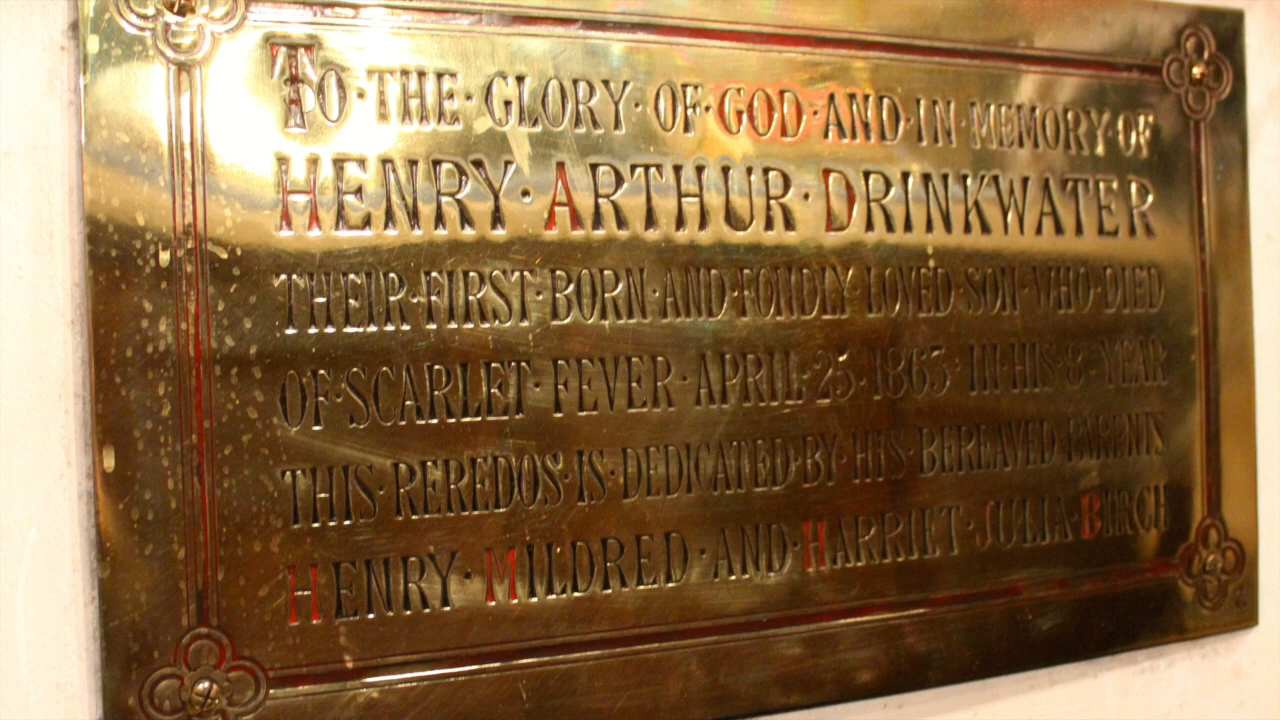 TO·THE·GLORY·OF·GOD·AND·IN·MEMORY·OF
HENRY·ARTHUR·DRINKWATER
THEIR·FIRST·BORN·AND·FONDLY·LOVED·SON·WHO·DIED
OF·SCARLET·FEVER·APRIL·25·1863·IN·HIS·8·YEAR
THIS·REREDOS·IS·DEDICATED·BY·HIS·BEREAVED·PARENTS
HENRY·MILDRED·AND·HARRIET·JULIA·BIRCH